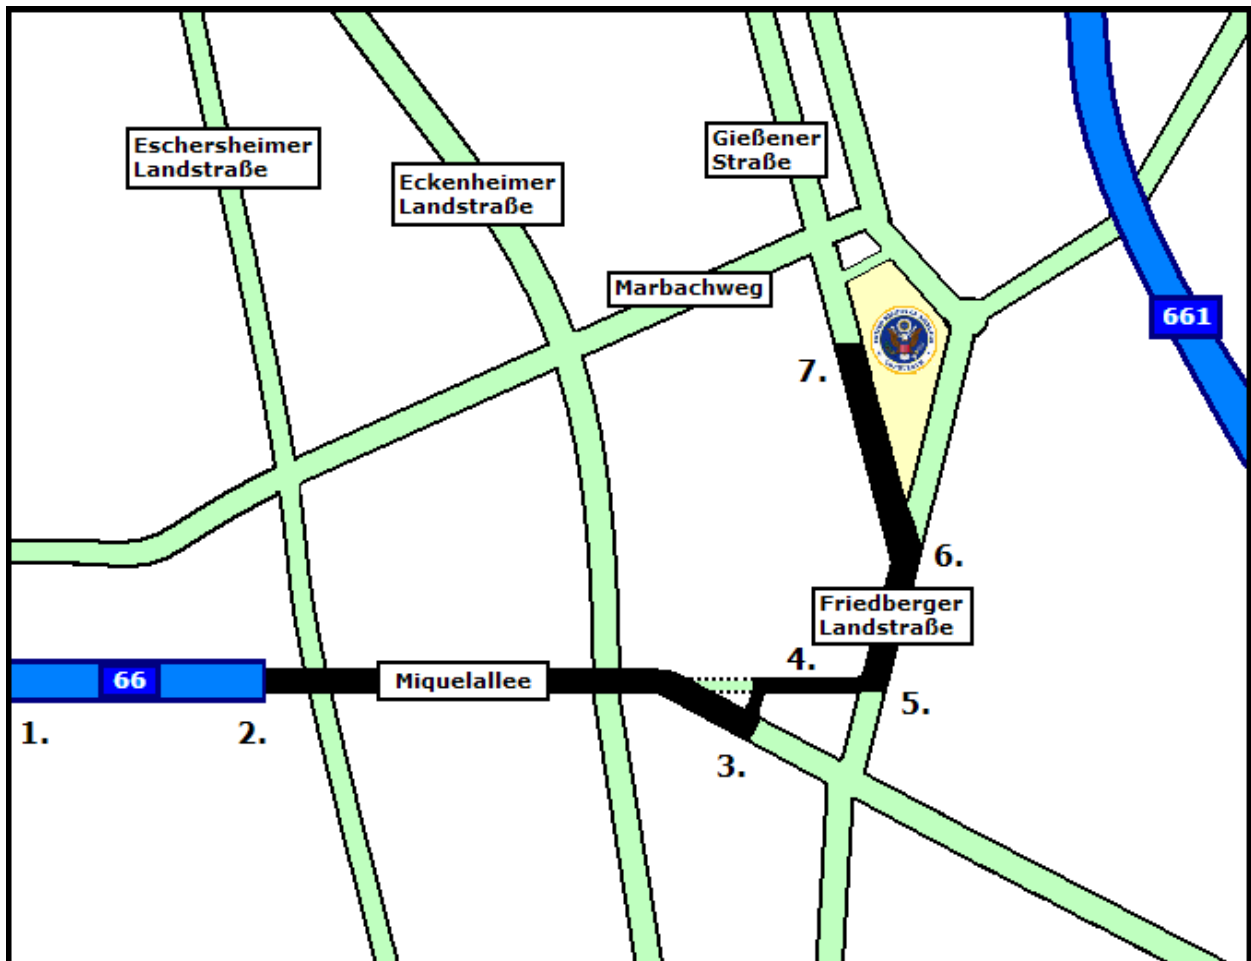 Eschersheimer
Landstraße
Eckenheimer
Landstraße
Gießener
Straße
Marbachweg
661
7.
6.
Friedberger
Landstraße
4.
66
Miquelallee
5.
1.
2.
3.